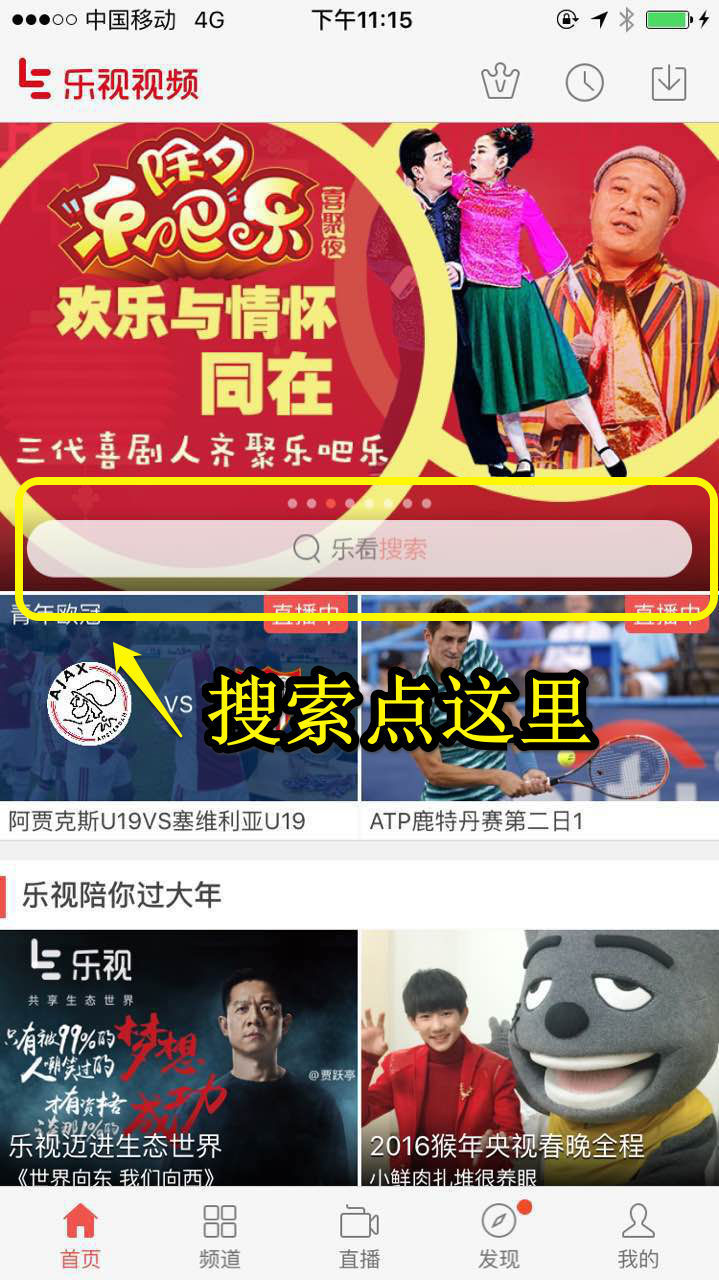 中国移动 4G 下午11:15
乐视视频
除夕
乐吧乐
喜聚夜
欢乐与情怀
同在
三代喜剧人齐聚乐吧乐
乐看搜索
青年欧冠 直播中 直播中
AJAX
AMSTERDAM
VS
搜索点这里
阿贾克斯U19VS塞维利亚U19 ATP鹿特丹赛第二日1
乐视陪你过大年
乐视
共享生态世界
只有被99%的
人嘲笑过的
梦想
@贾跃亭
才有资格
成功
乐视迈进生态世界
《世界向东 我们向西》
2016猴年央视春晚全程
小鲜肉扎堆很养眼
首页 频道 直播 发现 我的